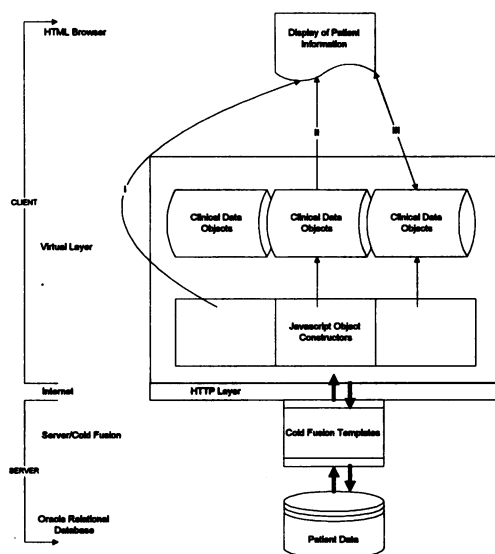 HTML Browser
Display of Patient
Information
I
II
III
CLIENT
Virtual Layer
Clinical Data
Objects
Clinical Data
Objects
Clinical Data
Objects
Javascript Object
Constructors
Internet
HTTP Layer
Server/Cold Fusion
Cold Fusion Templates
SERVER
Oracle Relational
Database
Patient Data